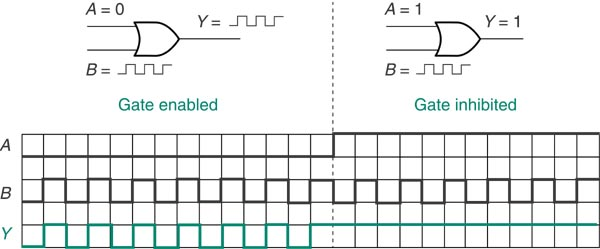 A = 0
Y =
B =
Gate enabled
A = 1
Y = 1
B =
Gate inhibited
A
B
Y